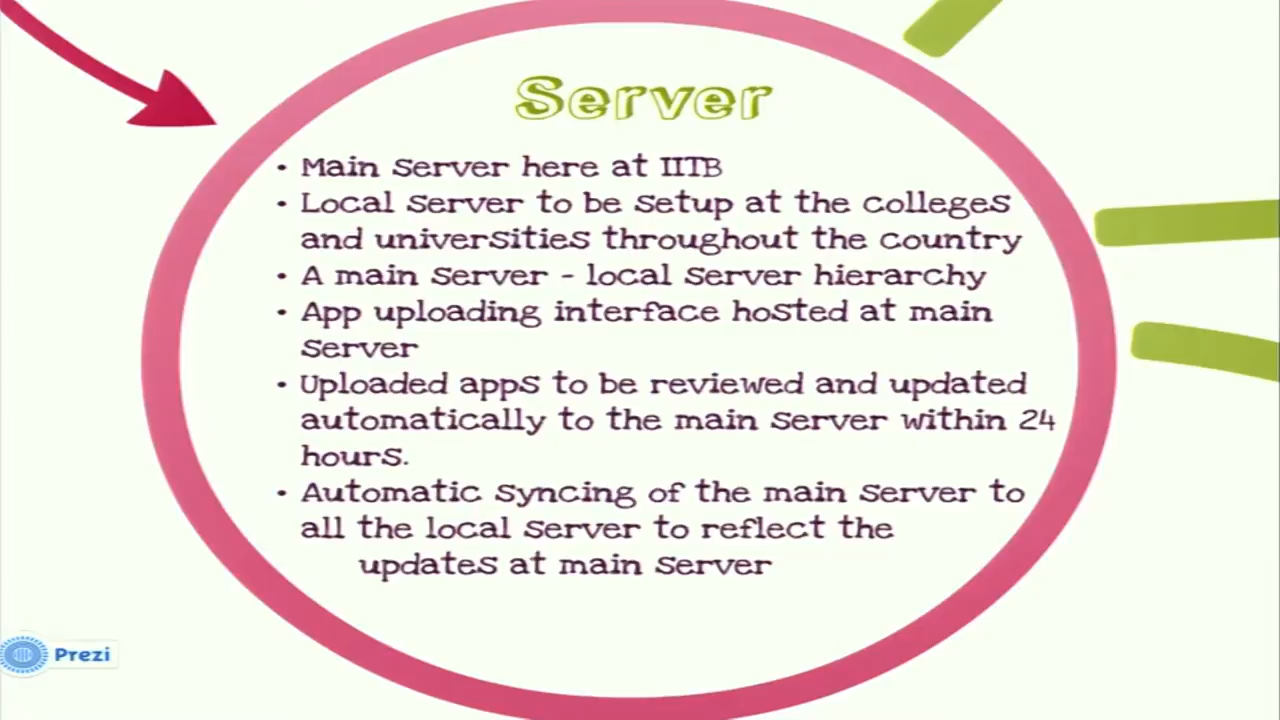 Server
• Main server here at IITB
• Local server to be setup at the colleges
and universities throughout the country
• A main server - local server hierarchy
• App uploading interface hosted at main
server
• Uploaded apps to be reviewed and updated
automatically to the main server within 24
hours.
• Automatic syncing of the main server to
all the local server to reflect the
updates at main server
Prezi